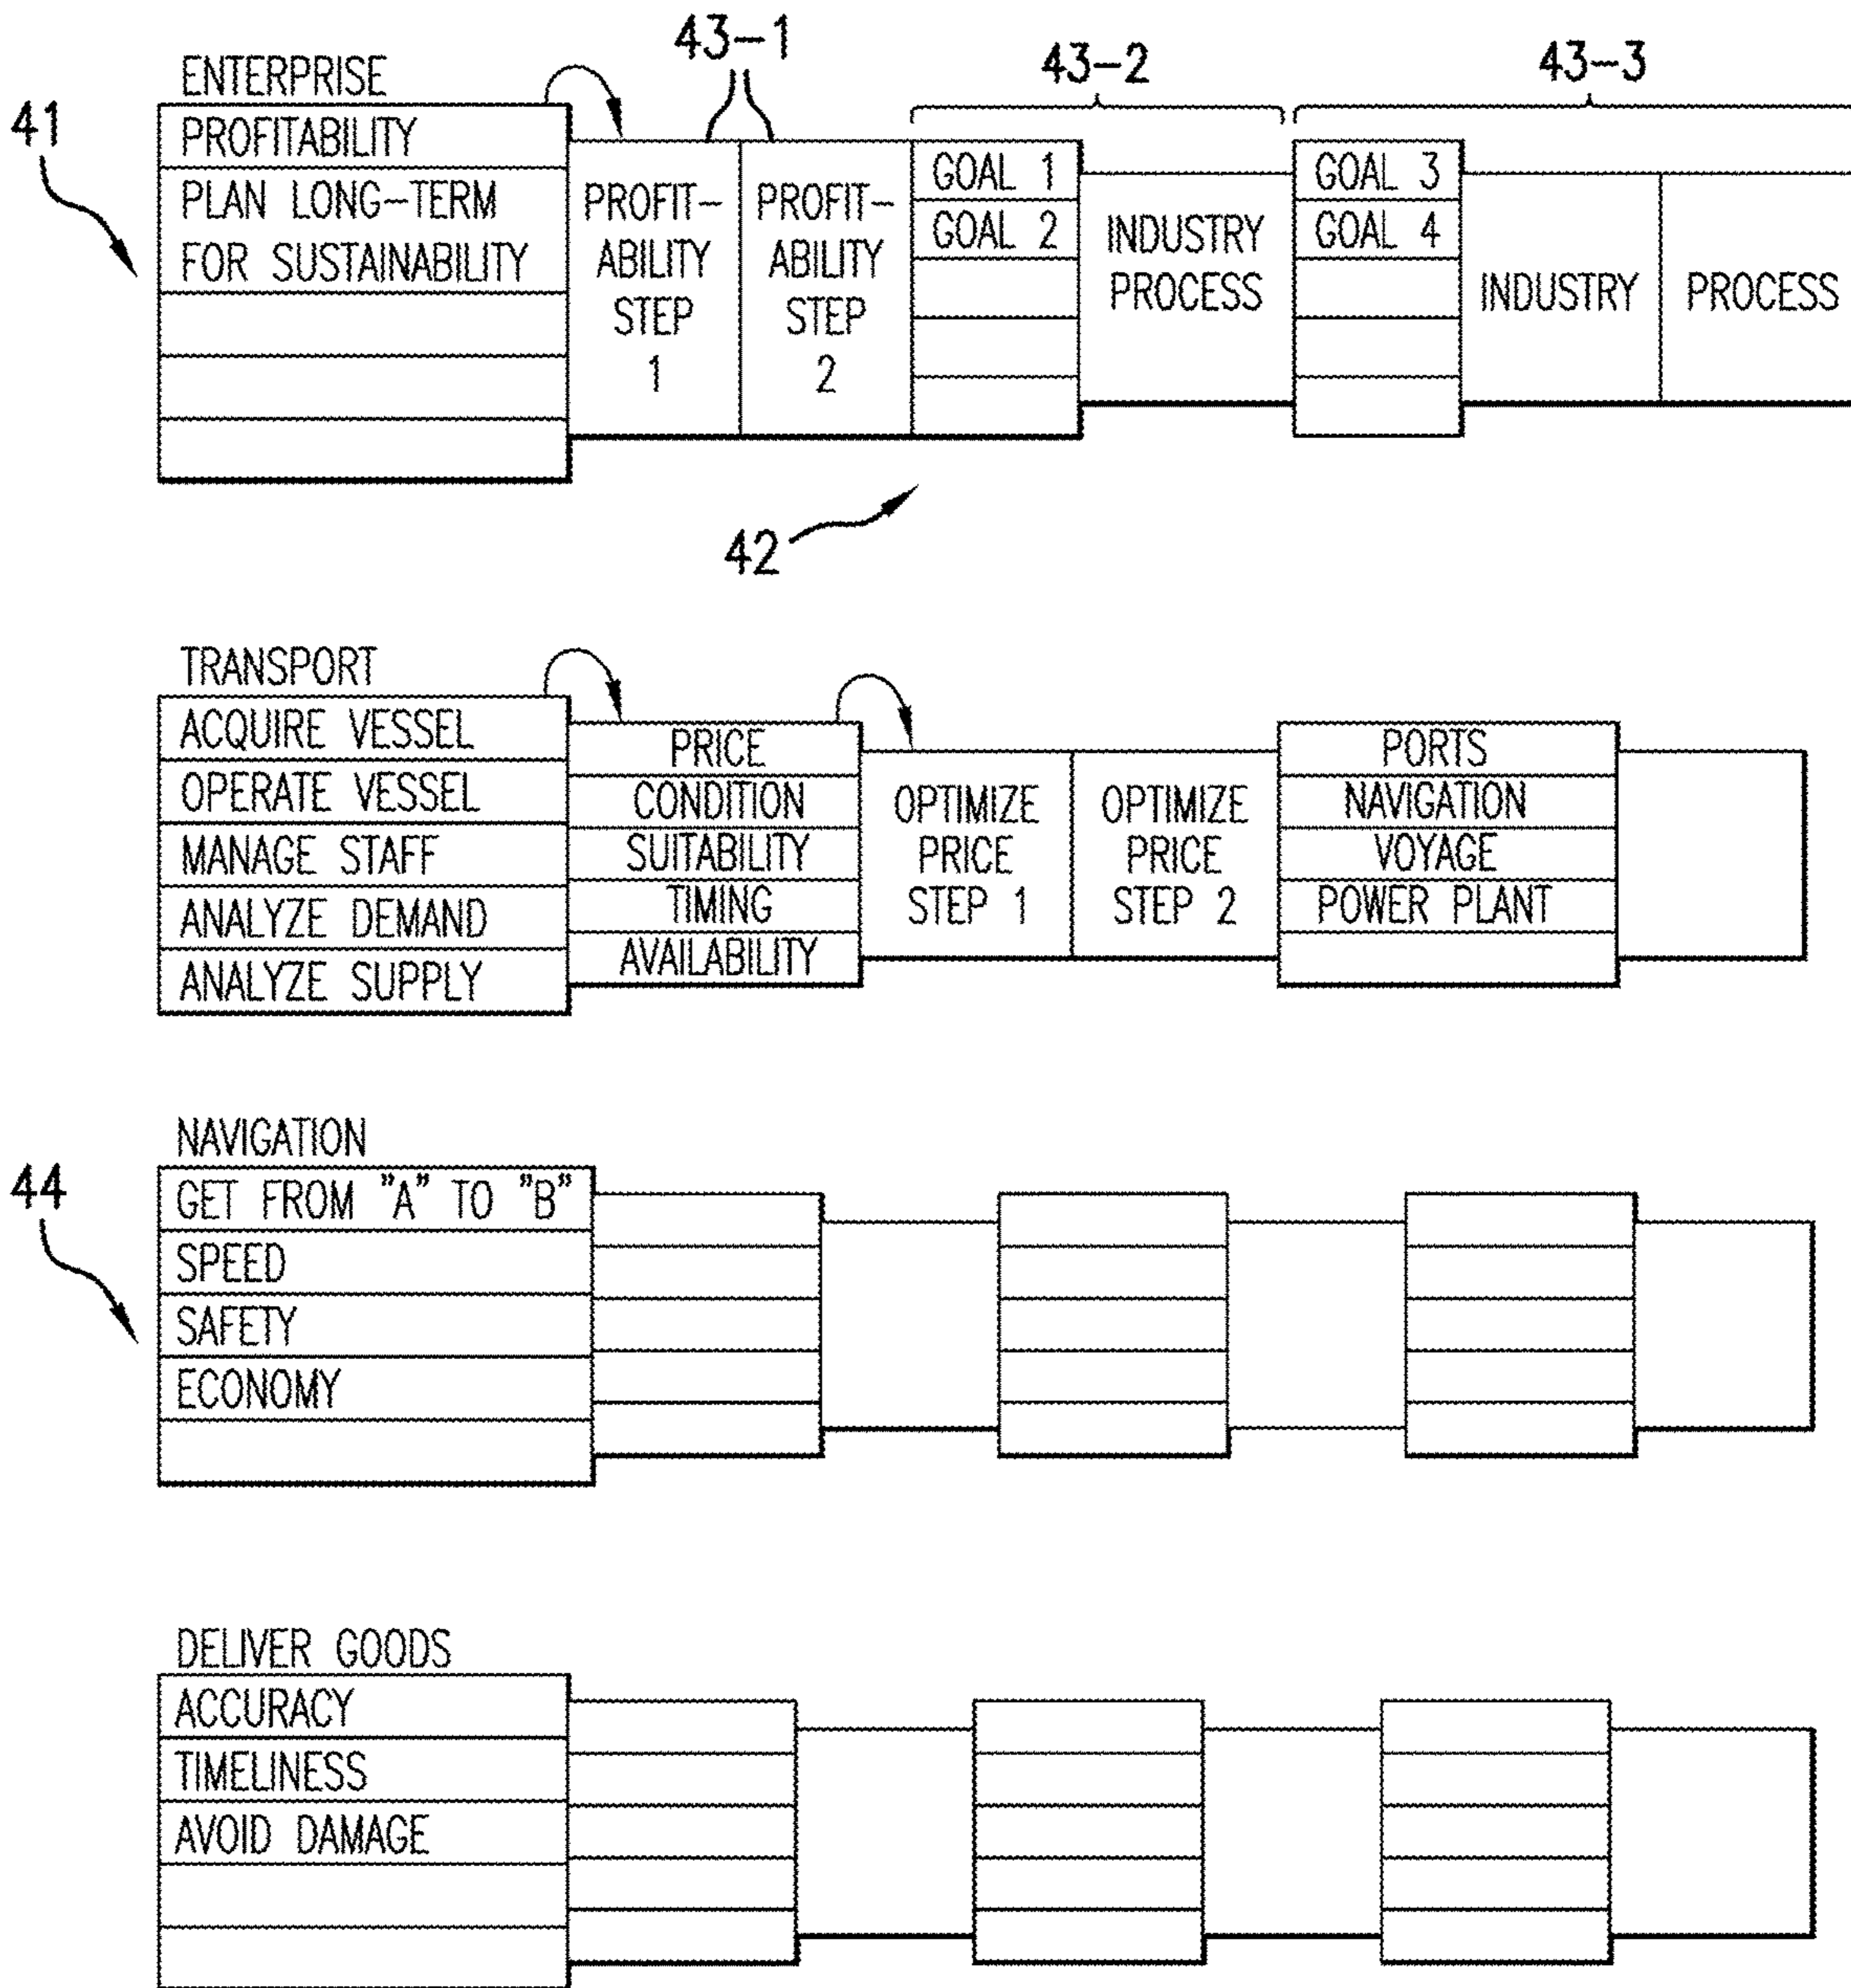 43-1
43-2
43-3
ENTERPRISE
41
PROFITABILITY
PLAN LONG-TERM
FOR SUSTAINABILITY
PROFIT-
ABILITY
STEP
1
PROFIT-
ABILITY
STEP
2
GOAL 1
GOAL 2
INDUSTRY
PROCESS
GOAL 3
GOAL 4
INDUSTRY
PROCESS
42
TRANSPORT
ACQUIRE VESSEL
OPERATE VESSEL
MANAGE STAFF
ANALYZE DEMAND
ANALYZE SUPPLY
PRICE
CONDITION
SUITABILITY
TIMING
AVAILABILITY
OPTIMIZE
PRICE
STEP 1
OPTIMIZE
PRICE
STEP 2
PORTS
NAVIGATION
VOYAGE
POWER PLANT
NAVIGATION
44
GET FROM "A" TO "B"
SPEED
SAFETY
ECONOMY
DELIVER GOODS
ACCURACY
TIMELINESS
AVOID DAMAGE